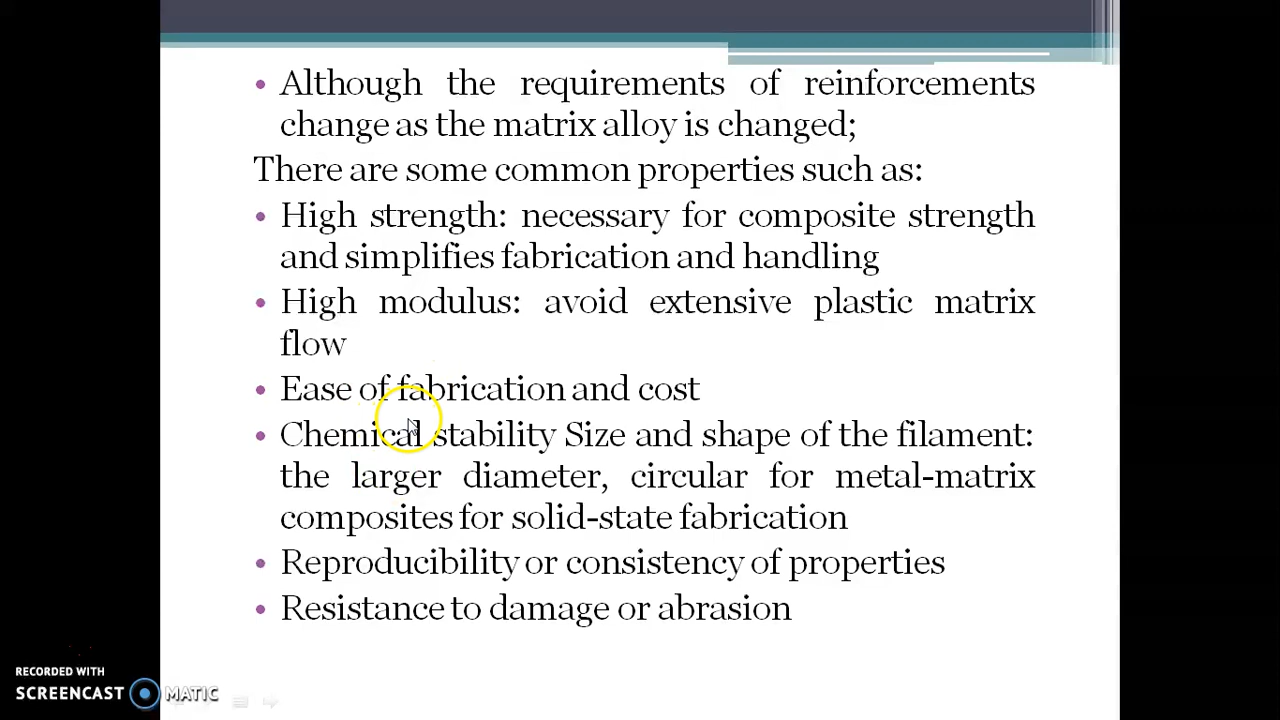 • Although the requirements of reinforcements
change as the matrix alloy is changed;
There are some common properties such as:
• High strength: necessary for composite strength
and simplifies fabrication and handling
• High modulus: avoid extensive plastic matrix
flow
• Ease of fabrication and cost
• Chemical stability Size and shape of the filament:
the larger diameter, circular for metal-matrix
composites for solid-state fabrication
• Reproducibility or consistency of properties
• Resistance to damage or abrasion
RECORDED WITH
SCREENCAST MATIC